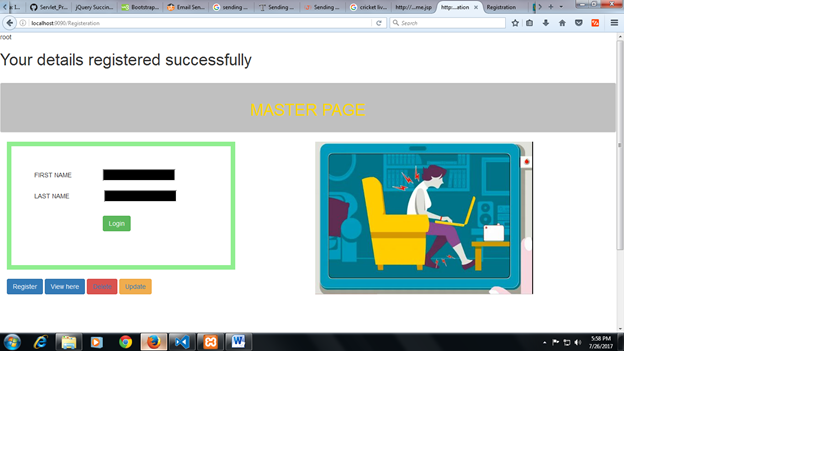 Servlet_Pr...
jQuery Succin...
Bootstrap...
Email Sen...
sending ...
Sending ...
Sending ...
cricket liv...
http:/...me.jsp
http:...ation
Registration
localhost:9090/Registeration
Search
root
Your details registered successfully
MASTER PAGE
FIRST NAME
LAST NAME
Login
Register
View here
Delete
Update
5:58 PM
7/26/2017